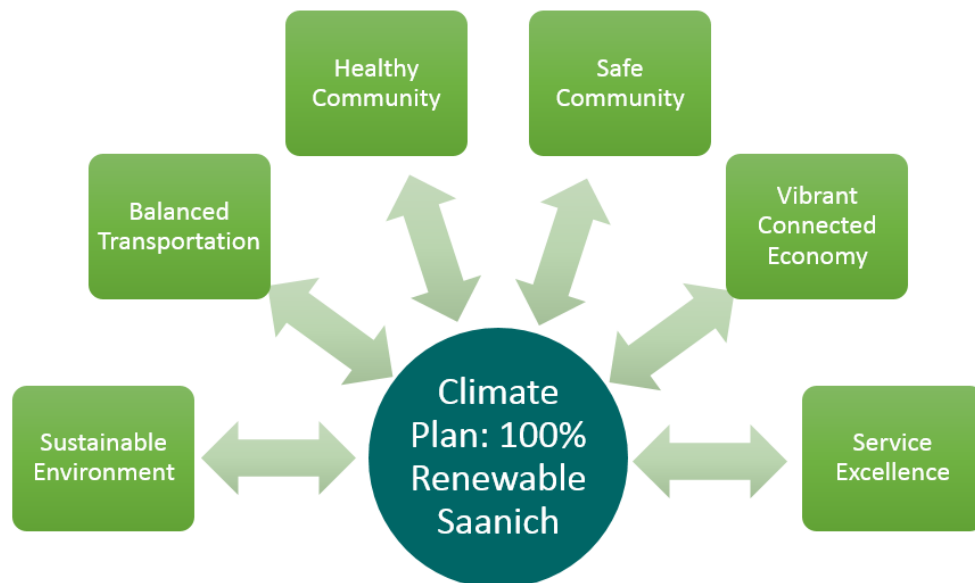 Healthy
Community
Safe
Community
Balanced
Transportation
Vibrant
Connected
Economy
Sustainable
Environment
Climate
Plan: 100%
Renewable
Saanich
Service
Excellence